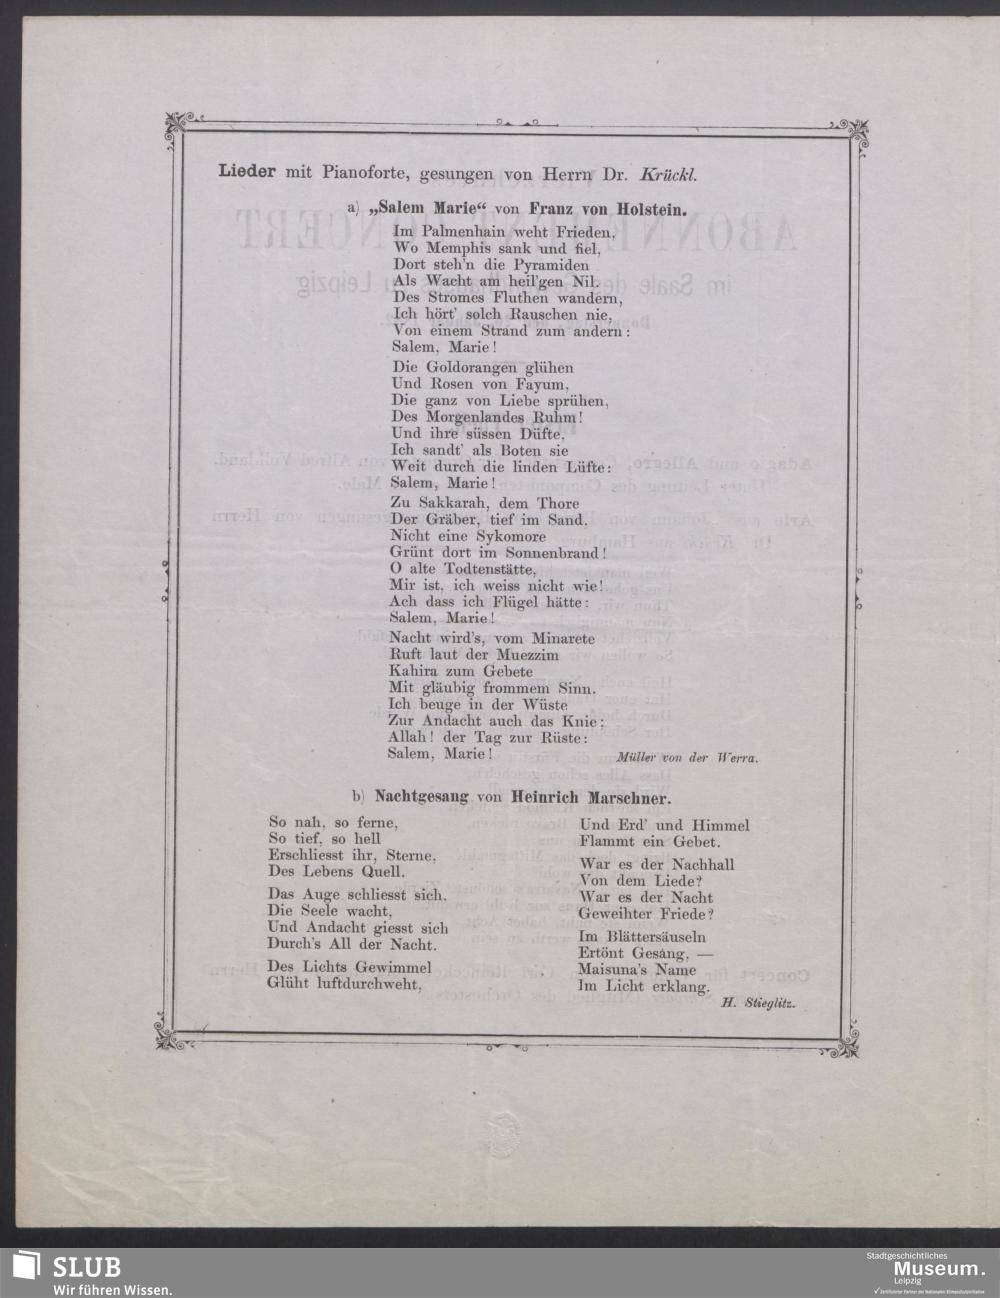 Lieder mit Pianoforte, gesungen von Herrn Dr. Krückl.
a) „Salem Marie“ von Franz von Holstein.
Im Palmenhain weht Frieden,
Wo Memphis sank und fiel,
Dort steh'n die Pyramiden
Als Wacht am heil'gen Nil.
Des Stromes Fluthen wandern,
Ich hört' solch Rauschen nie,
Von einem Strand zum andern:
Salem, Marie!
Die Goldorangen glühen
Und Rosen von Fayum,
Die ganz von Liebe sprühen,
Des Morgenlandes Ruhm!
Und ihre süssen Düfte,
Ich sandt' als Boten sie
Weit durch die linden Lüfte:
Salem, Marie!
Zu Sakkarah, dem Thore
Der Gräber, tief im Sand,
Nicht eine Sykomore
Grünt dort im Sonnenbrand!
O alte Todtenstätte,
Mir ist, ich weiss nicht wie!
Ach dass ich Flügel hätte:
Salem, Marie!
Nacht wird's, vom Minarete
Ruft laut der Muezzim
Kahira zum Gebete
Mit gläubig frommem Sinn.
Ich beuge in der Wüste
Zur Andacht auch das Knie;
Allah! der Tag zur Rüste:
Salem, Marie!
Müller von der Werra.
b) Nachtgesang von Heinrich Marschner.
So nah, so ferne,
So tief, so hell
Erschliesst ihr, Sterne,
Des Lebens Quell.
Das Auge schliesst sich,
Die Seele wacht,
Und Andacht giesst sich
Durch's All der Nacht.
Des Lichts Gewimmel
Glüht luftdurchweht,
Und Erd' und Himmel
Flammt ein Gebet.
War es der Nachhall
Von dem Liede?
War es der Nacht
Geweihter Friede?
Im Blättersäuseln
Ertönt Gesang, —
Maisuna's Name
Im Licht erklang.
H. Stieglitz.
SLUB
Wir führen Wissen.
Stadtgeschichtliches
Museum.
Leipzig
Zertifizierter Partner der Nationalen Klimaschutzinitiative